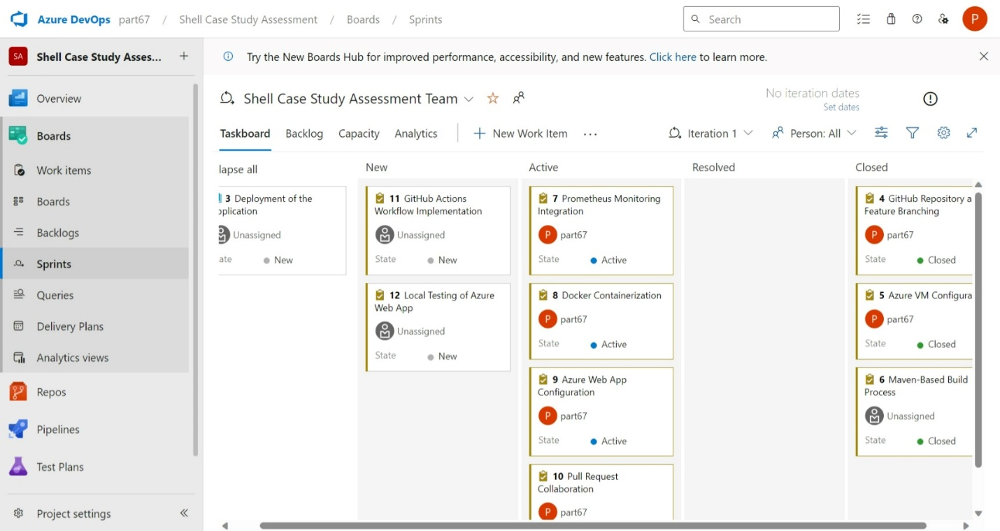 Azure DevOps part67 / Shell Case Study Assessment / Boards / Sprints
Search
P
SA Shell Case Study Asses... +
Overview
Boards
Work items
Boards
Backlogs
Sprints
Queries
Delivery Plans
Analytics views
Repos
Pipelines
Test Plans
Project settings
Try the New Boards Hub for improved performance, accessibility, and new features. Click here to learn more.
Shell Case Study Assessment Team
No iteration dates
Set dates
Taskboard Backlog Capacity Analytics + New Work Item ...
Iteration 1 Person: All
lapse all
New
Active
Resolved
Closed
3 Deployment of the
pplication
Unassigned
ate New
11 GitHub Actions
Workflow Implementation
Unassigned
State New
12 Local Testing of Azure
Web App
Unassigned
State New
7 Prometheus Monitoring
Integration
P part67
State Active
8 Docker Containerization
P part67
State Active
9 Azure Web App
Configuration
P part67
State Active
10 Pull Request
Collaboration
P part67
4 GitHub Repository a
Feature Branching
P part67
State Closed
5 Azure VM Configura
P part67
State Closed
6 Maven-Based Build
Process
Unassigned
State Closed